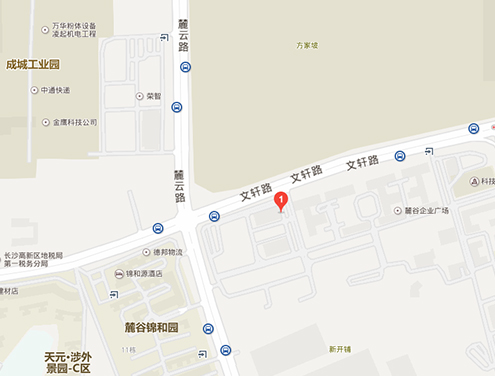 万华粉体设备
凌起机电工程
麓云路
方家坡
成城工业园
中通快递
荣智
金鹰科技公司
文轩路
文轩路
文轩路
麓云路
科技
1
麓谷企业广场
长沙高新区地税局
第一税务分局
德邦物流
锦和源酒店
建材店
麓谷锦和园
11栋
新开铺
天元·涉外
景园-C区